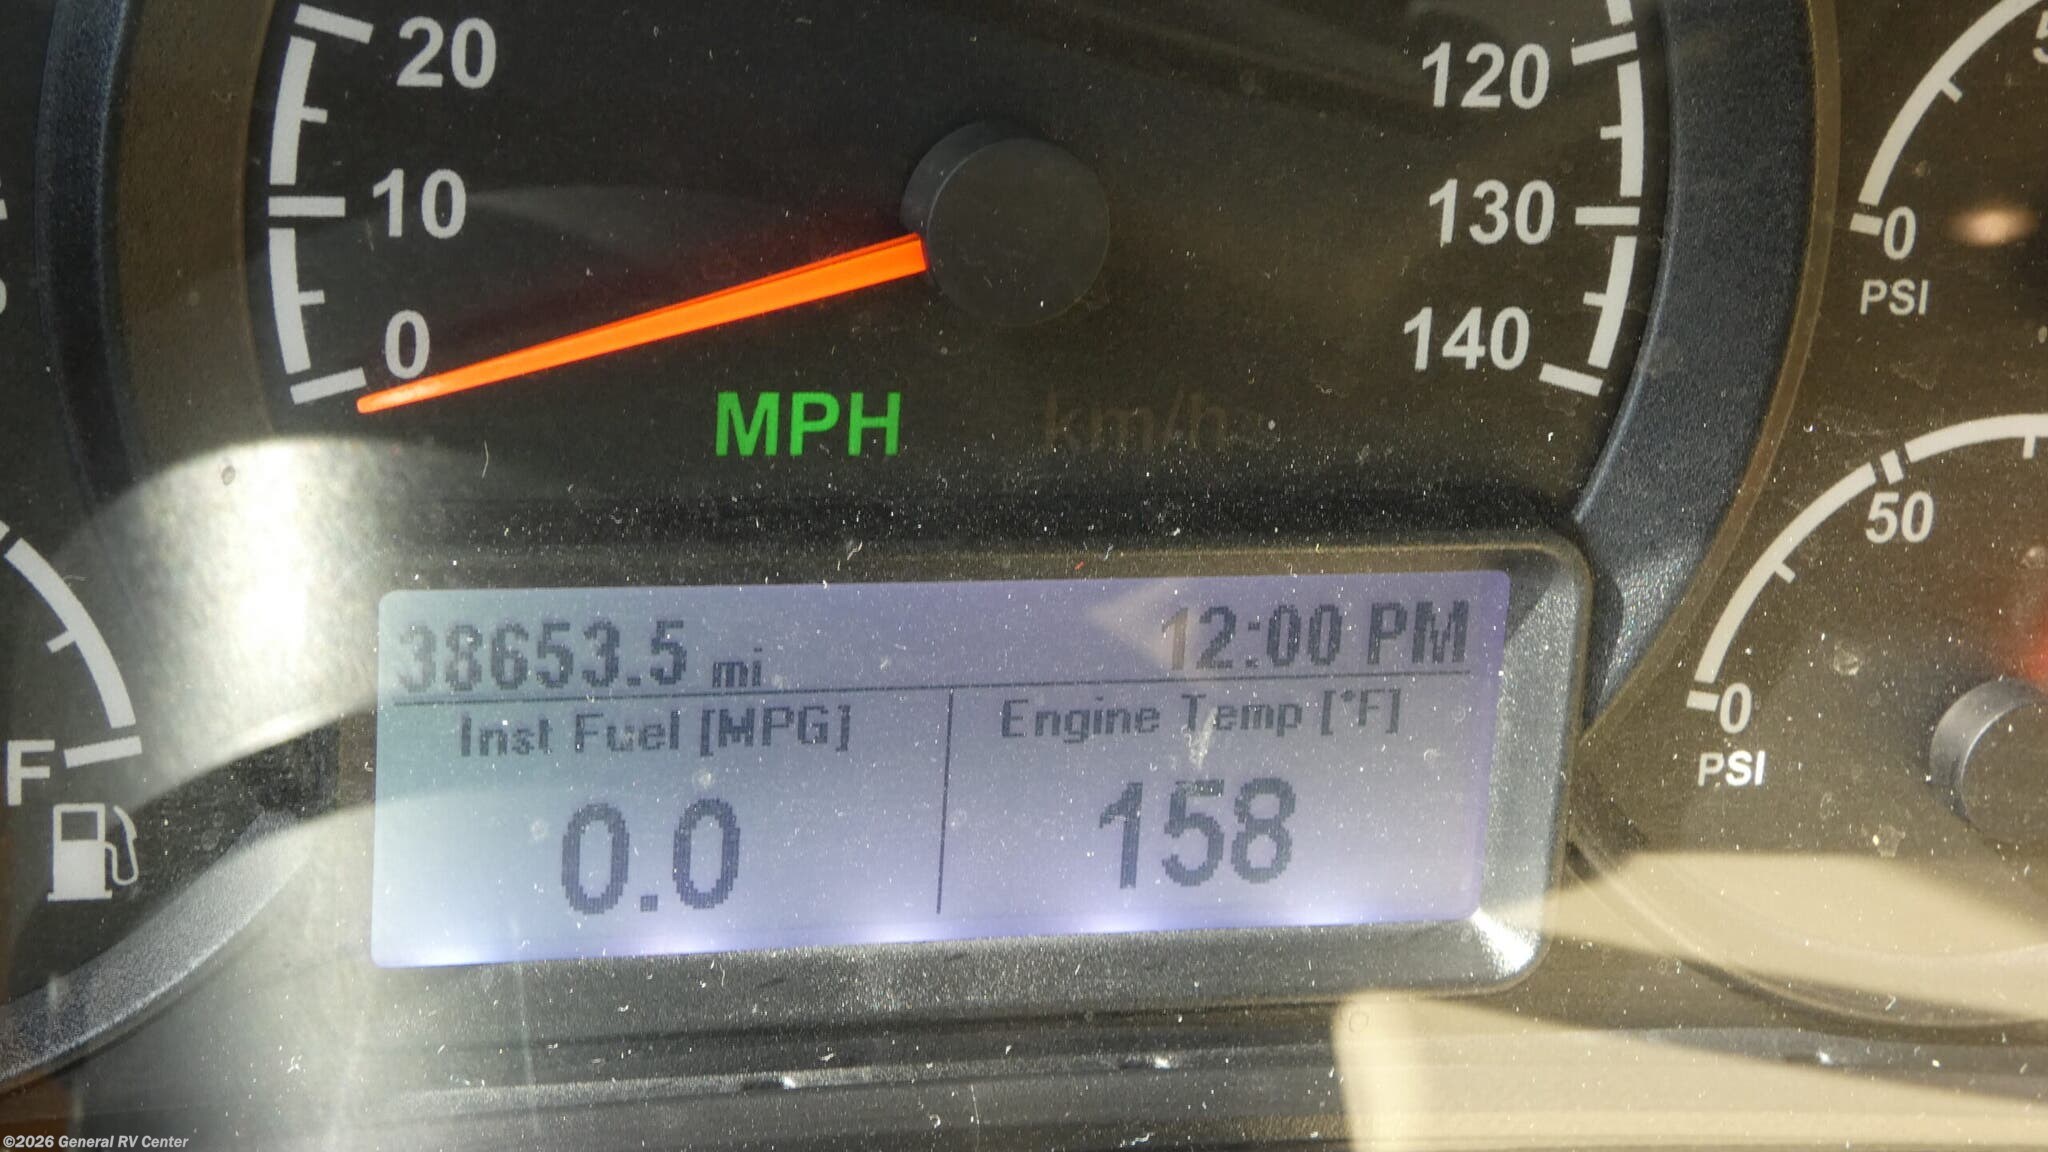 20
10
0
120
130
140
MPH
km/h
0
PSI
50
0
PSI
F
38653.5 mi
12:00 PM
Inst Fuel [MPG]
Engine Temp [°F]
0.0
158
©2026 General RV Center